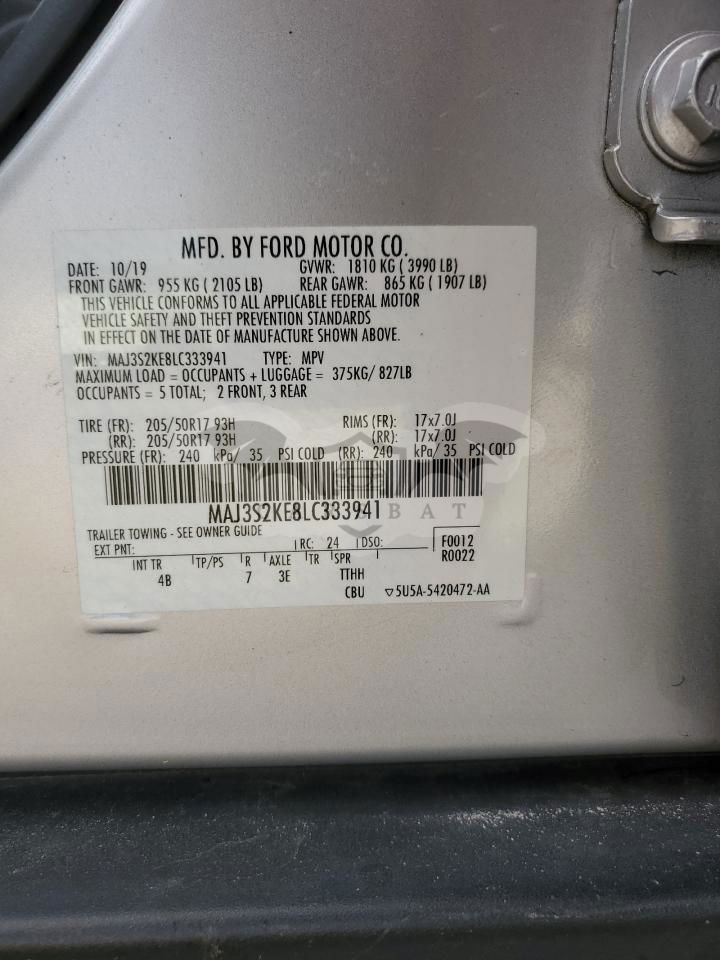 MFD. BY FORD MOTOR CO.
DATE: 10/19 GVWR: 1810 KG ( 3990 LB)
FRONT GAWR: 955 KG ( 2105 LB) REAR GAWR: 865 KG ( 1907 LB)
THIS VEHICLE CONFORMS TO ALL APPLICABLE FEDERAL MOTOR
VEHICLE SAFETY AND THEFT PREVENTION STANDARDS
IN EFFECT ON THE DATE OF MANUFACTURE SHOWN ABOVE.
VIN: MAJ3S2KE8LC333941 TYPE: MPV
MAXIMUM LOAD = OCCUPANTS + LUGGAGE = 375KG/ 827LB
OCCUPANTS = 5 TOTAL; 2 FRONT, 3 REAR
TIRE (FR): 205/50R17 93H RIMS (FR): 17x7.0J
(RR): 205/50R17 93H (RR): 17x7.0J
PRESSURE (FR): 240 kPa/ 35 PSI COLD (RR): 240 kPa/ 35 PSI COLD
MAJ3S2KE8LC333941
BAT
TRAILER TOWING - SEE OWNER GUIDE
EXT PNT: RC: 24 DSO: F0012
INT TR TP/PS R AXLE TR SPR R0022
4B 7 3E TTHH
CBU ▽5U5A-5420472-AA